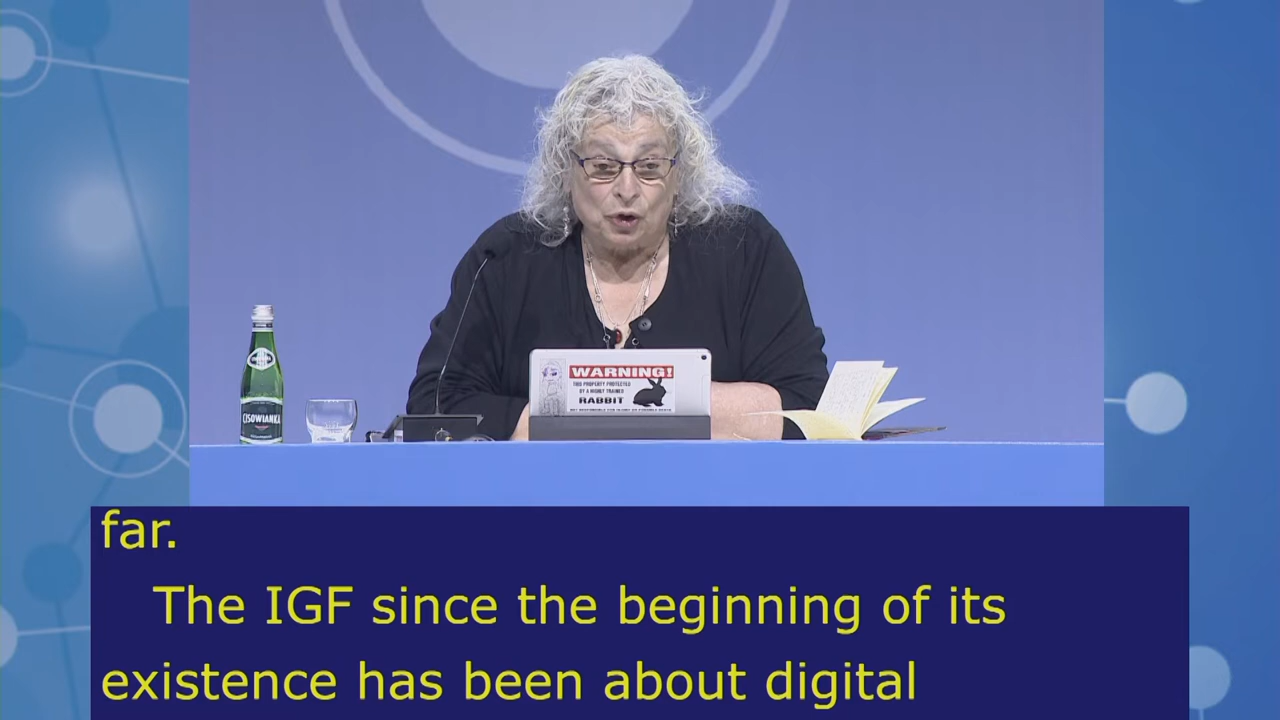 CISOWIANKA
WARNING!
THIS PROPERTY PROTECTED
BY A HIGHLY TRAINED
RABBIT
far.
The IGF since the beginning of its
existence has been about digital